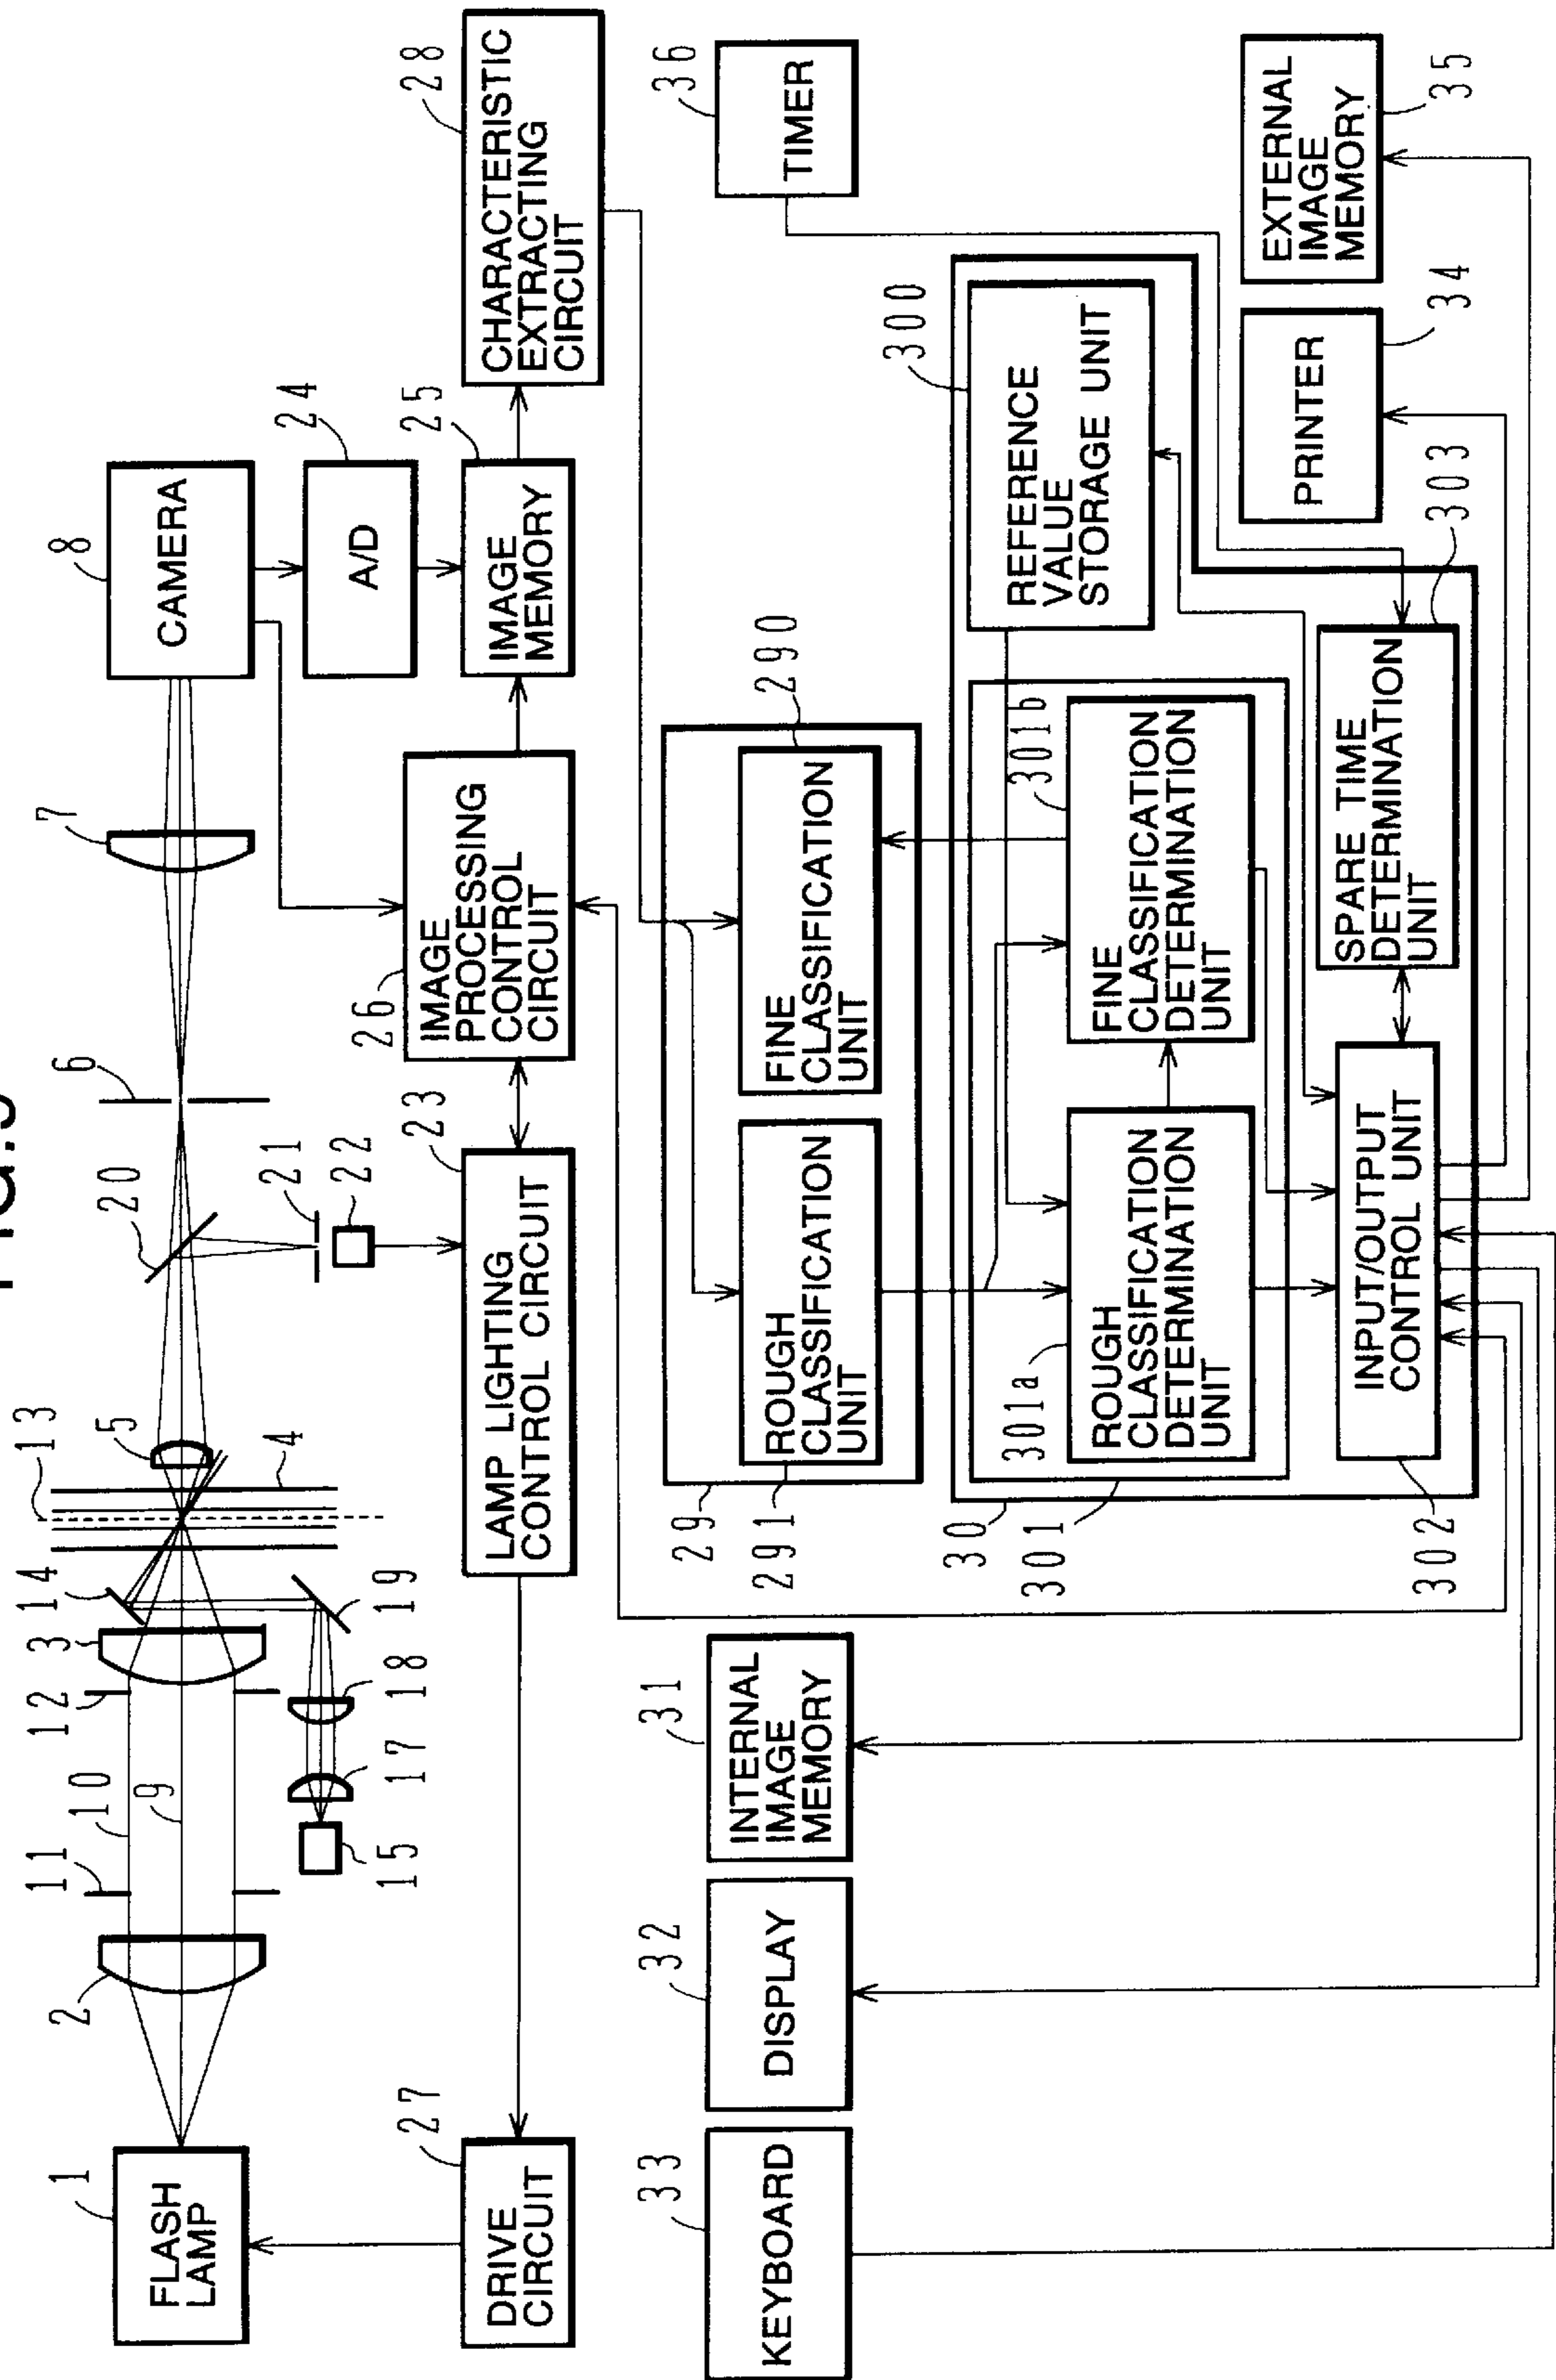 1
FLASH
LAMP
2
11
10
9
12
3
14
13
5
4
15
17
18
19
20
6
21
22
7
8
CAMERA
24
A/D
25
IMAGE
MEMORY
28
CHARACTERISTIC
EXTRACTING
CIRCUIT
26
IMAGE
PROCESSING
CONTROL
CIRCUIT
23
LAMP LIGHTING
CONTROL CIRCUIT
27
DRIVE
CIRCUIT
33
KEYBOARD
32
DISPLAY
31
INTERNAL
IMAGE
MEMORY
29
291
ROUGH
CLASSIFICATION
UNIT
290
FINE
CLASSIFICATION
UNIT
36
TIMER
30
301
301a
ROUGH
CLASSIFICATION
DETERMINATION
UNIT
301b
FINE
CLASSIFICATION
DETERMINATION
UNIT
300
REFERENCE
VALUE
STORAGE UNIT
302
INPUT/OUTPUT
CONTROL UNIT
SPARE TIME
DETERMINATION
UNIT
303
PRINTER
34
EXTERNAL
IMAGE
MEMORY
35